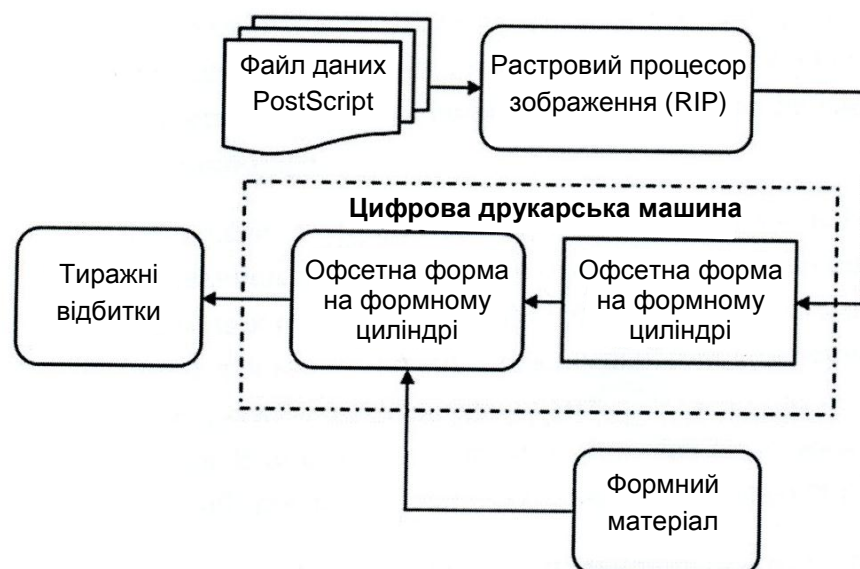 Файл даних
PostScript
Растровий процесор
зображення (RIP)
Цифрова друкарська машина
Тиражні
відбитки
Офсетна форма
на формному
циліндрі
Офсетна форма
на формному
циліндрі
Формний
матеріал